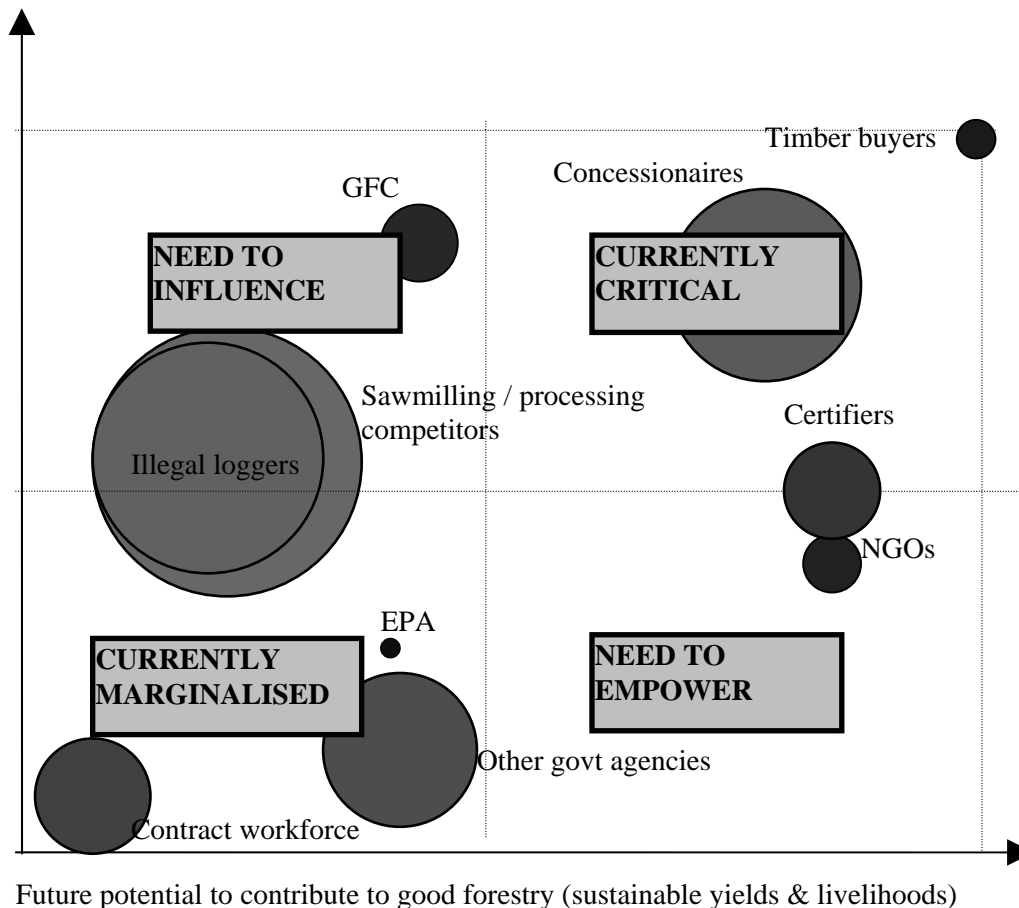 Timber buyers
Concessionaires
GFC
NEED TO
INFLUENCE
CURRENTLY
CRITICAL
Sawmilling / processing
competitors
Certifiers
Illegal loggers
NGOs
EPA
CURRENTLY
MARGINALISED
NEED TO
EMPOWER
Other govt agencies
Contract workforce
Future potential to contribute to good forestry (sustainable yields & livelihoods)